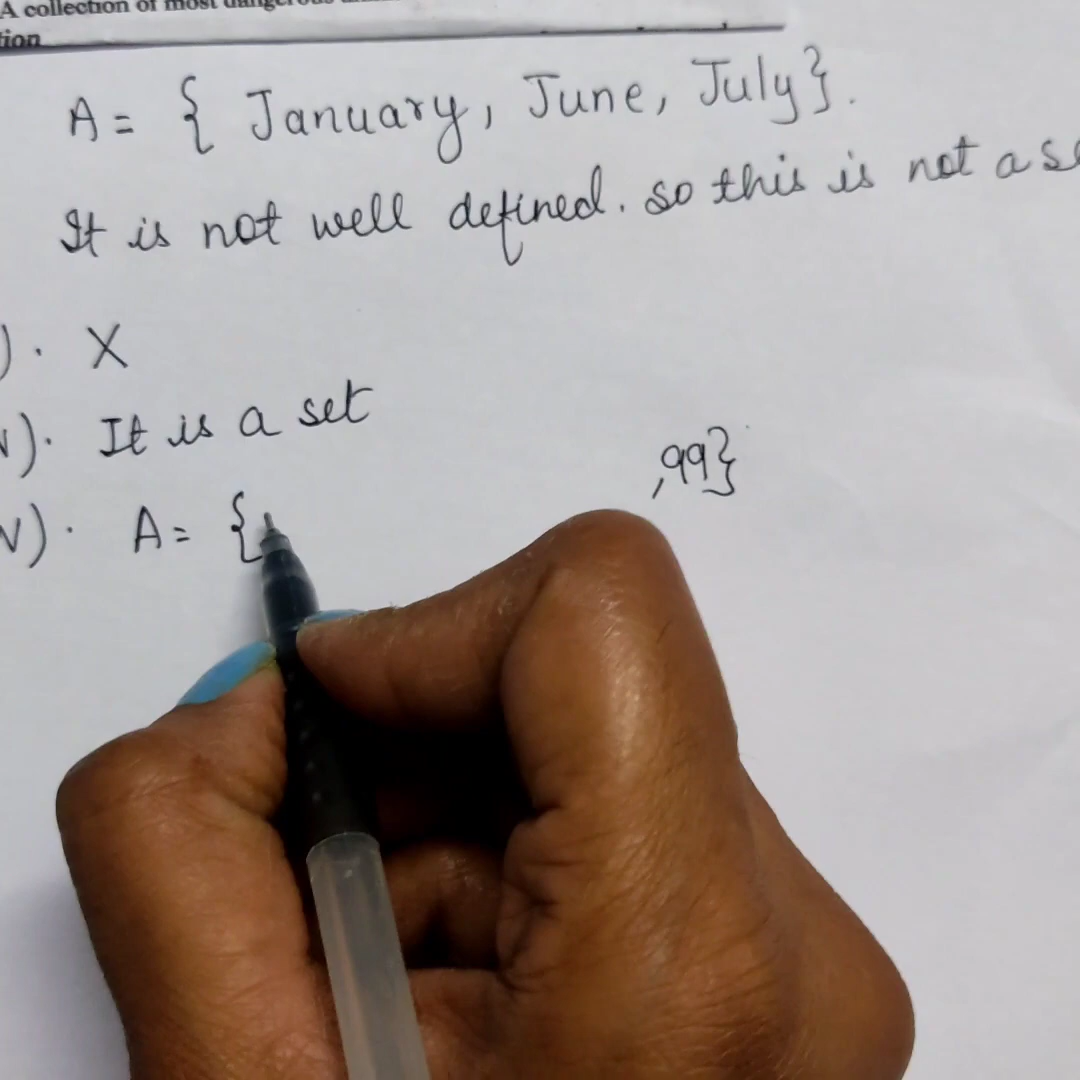 A collection of most dangerous
tion
A = { January, June, July}.
It is not well defined. so this is not a
). X
v). It is a set
,99}
v). A = {